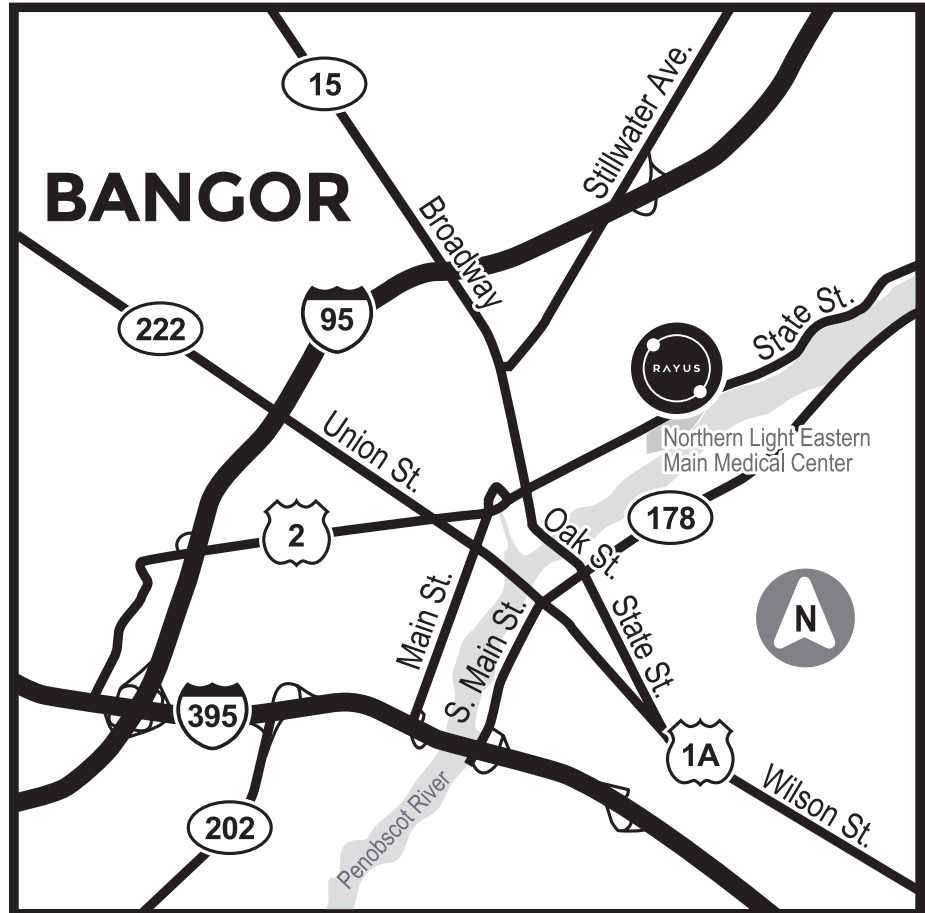 15
Stillwater Ave.
BANGOR
Broadway
222
95
State St.
RAYUS
Union St.
Northern Light Eastern
Main Medical Center
2
178
Oak St.
Main St.
S. Main St.
State St.
N
395
1A
Wilson St.
202
Penobscot River